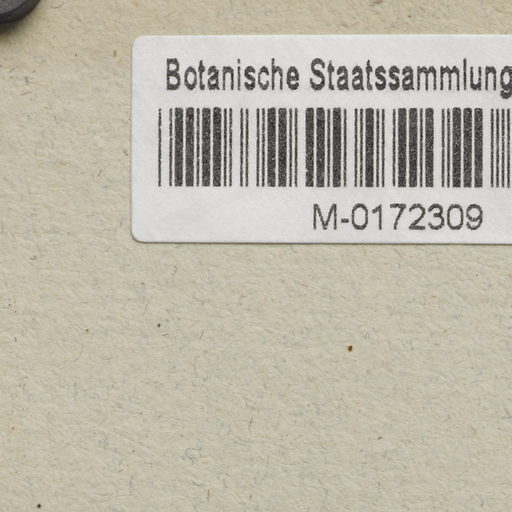 Botanische Staatssammlung
M-0172309